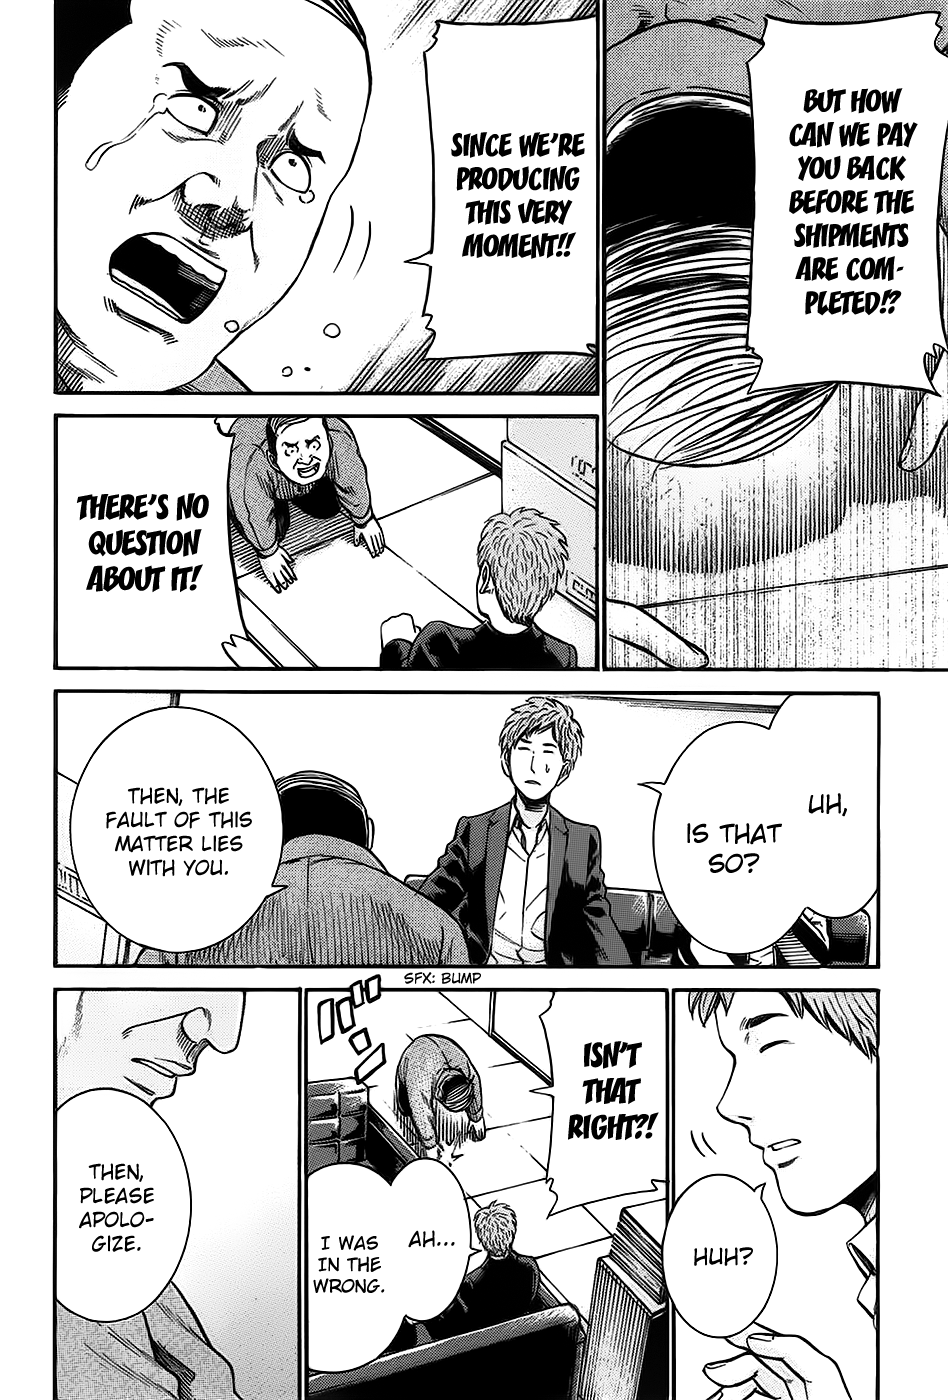 BUT HOW
CAN WE PAY
YOU BACK
BEFORE THE
SHIPMENTS
ARE COM-
PLETED!?
SINCE WE'RE
PRODUCING
THIS VERY
MOMENT!!
THERE'S NO
QUESTION
ABOUT IT!
UH,
IS THAT
SO?
THEN, THE
FAULT OF THIS
MATTER LIES
WITH YOU.
HUH?
ISN'T
THAT
RIGHT?!
SFX: BUMP
AH...
I WAS
IN THE
WRONG.
THEN,
PLEASE
APOLO-
GIZE.